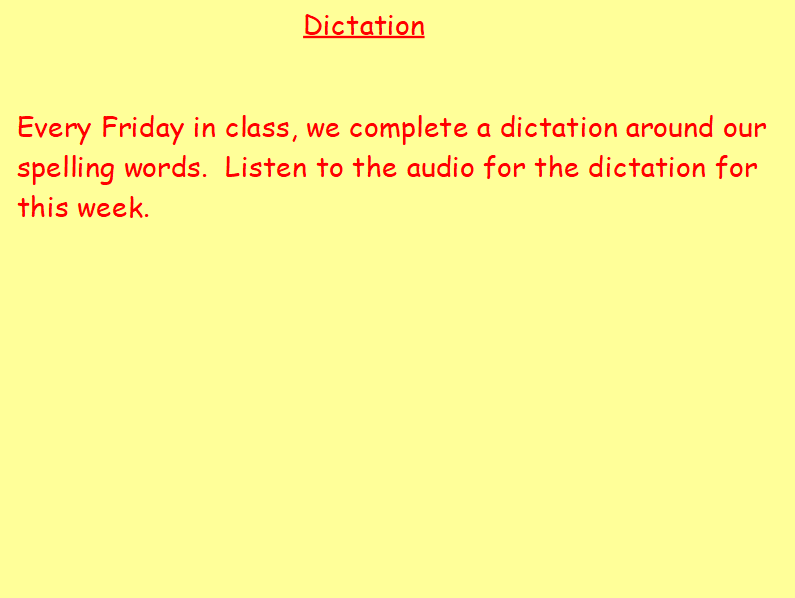 Dictation
Every Friday in class, we complete a dictation around our
spelling words.  Listen to the audio for the dictation for
this week.